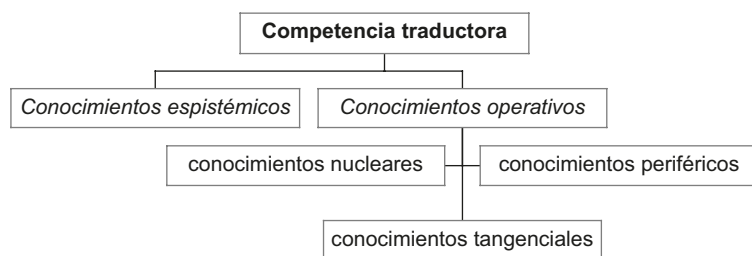 Competencia traductora
Conocimientos espistémicos
Conocimientos operativos
conocimientos nucleares
conocimientos periféricos
conocimientos tangenciales